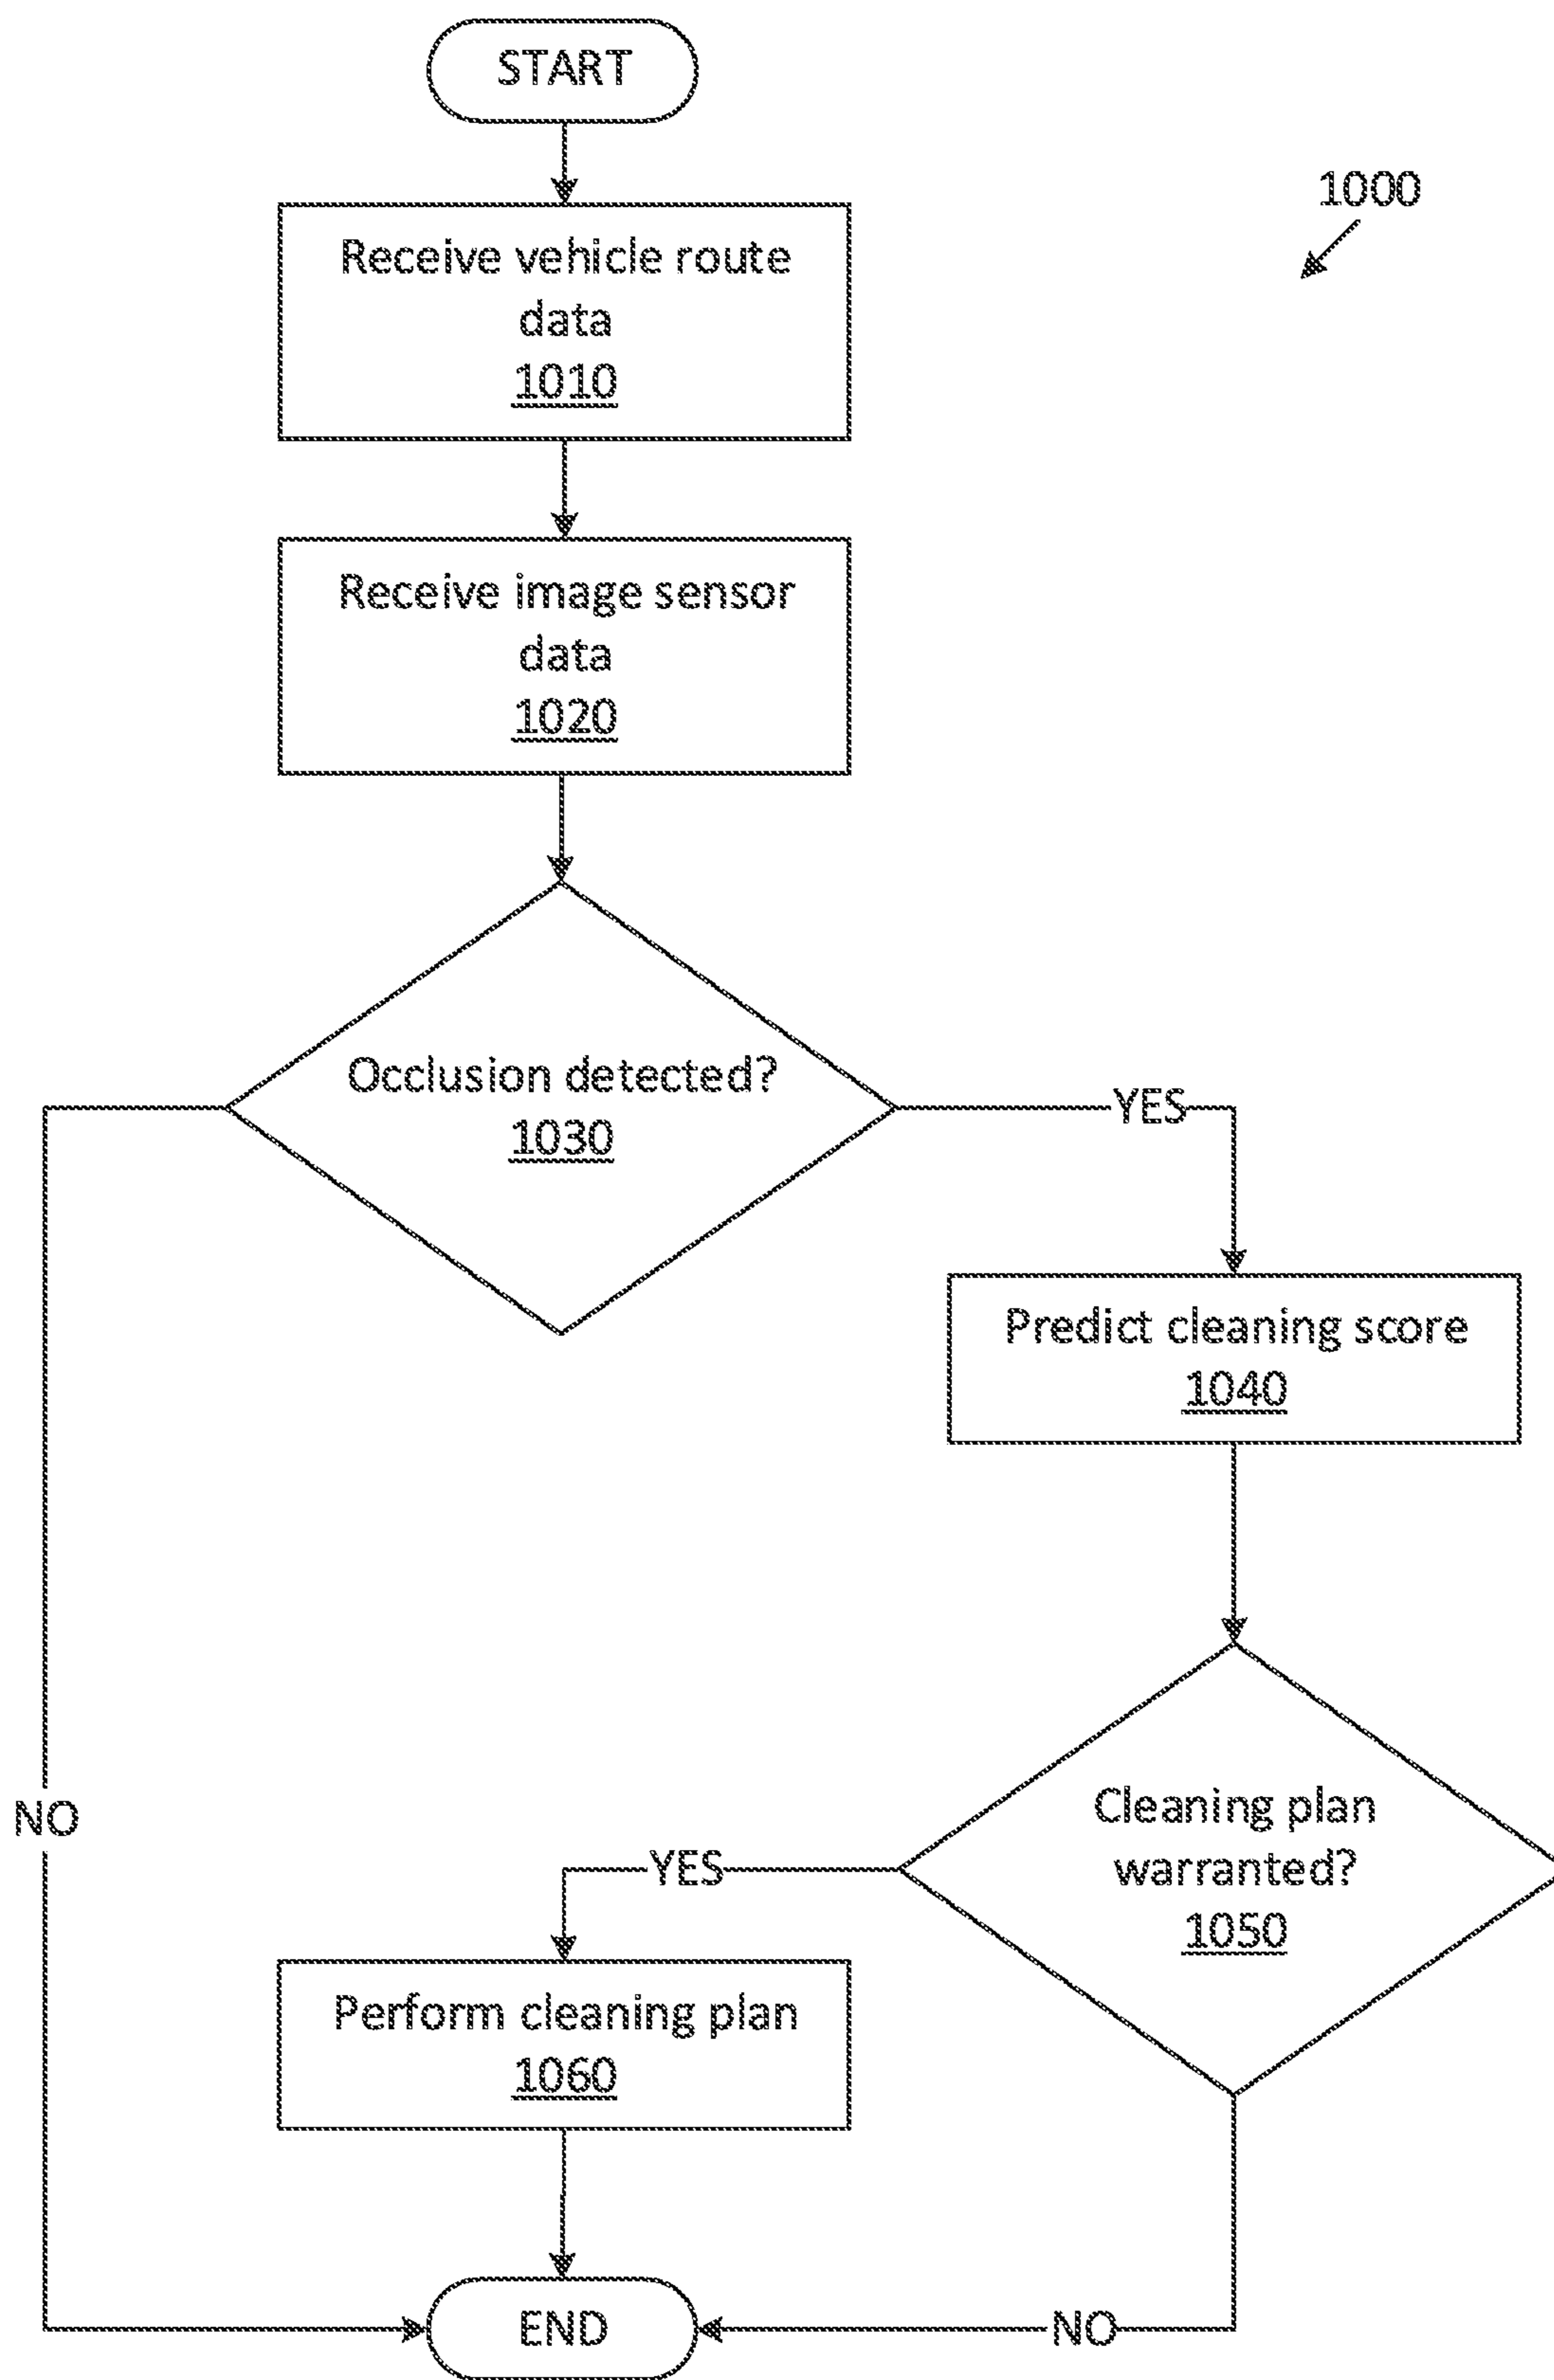 START
1000
Receive vehicle route
data
1010
Receive image sensor
data
1020
Occlusion detected?
1030
YES
Predict cleaning score
1040
NO
Cleaning plan
warranted?
1050
YES
Perform cleaning plan
1060
END
NO